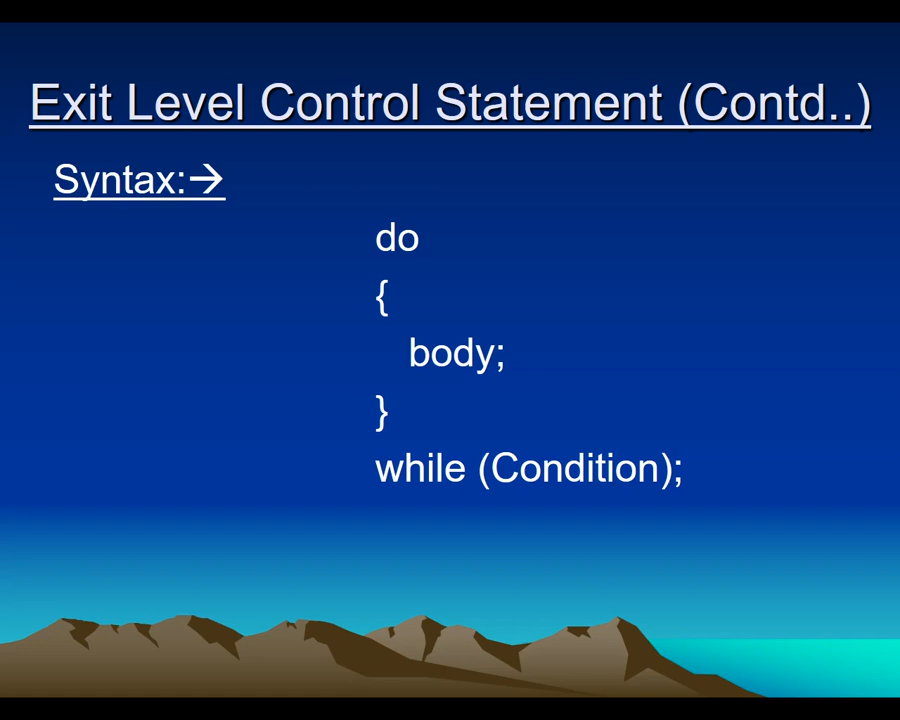 Exit Level Control Statement (Contd..)
Syntax:→
do
{
body;
}
while (Condition);